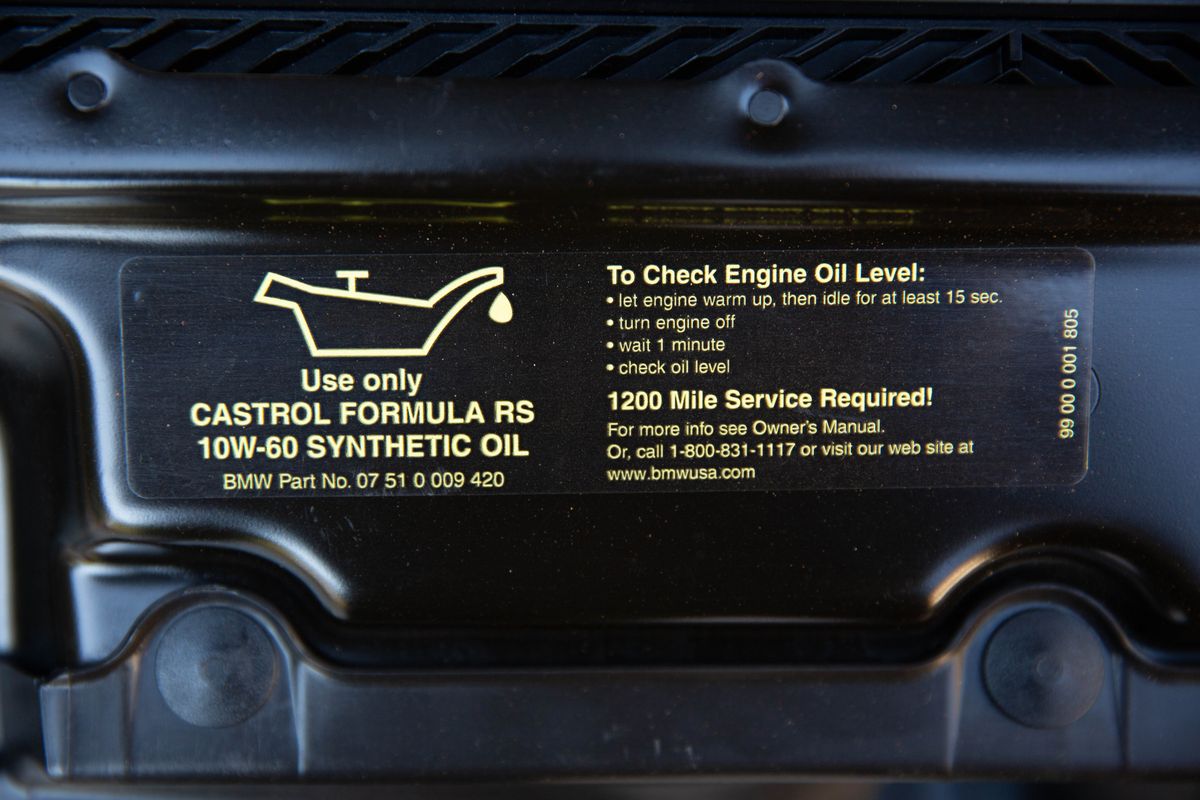 Use only
CASTROL FORMULA RS
10W-60 SYNTHETIC OIL
BMW Part No. 07 51 0 009 420
To Check Engine Oil Level:
• let engine warm up, then idle for at least 15 sec.
• turn engine off
• wait 1 minute
• check oil level
1200 Mile Service Required!
For more info see Owner's Manual.
Or, call 1-800-831-1117 or visit our web site at
www.bmwusa.com
99 00 0 001 805